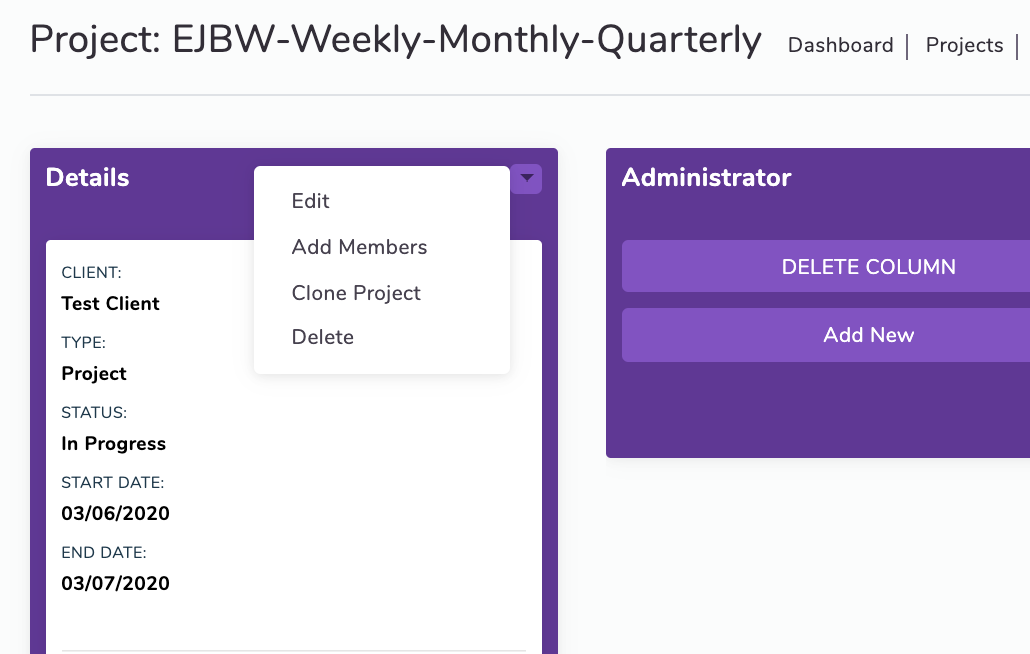 Project: EJBW-Weekly-Monthly-Quarterly
Dashboard | Projects |
Details
Edit
Add Members
Clone Project
Delete
CLIENT:
Test Client
TYPE:
Project
STATUS:
In Progress
START DATE:
03/06/2020
END DATE:
03/07/2020
Administrator
DELETE COLUMN
Add New